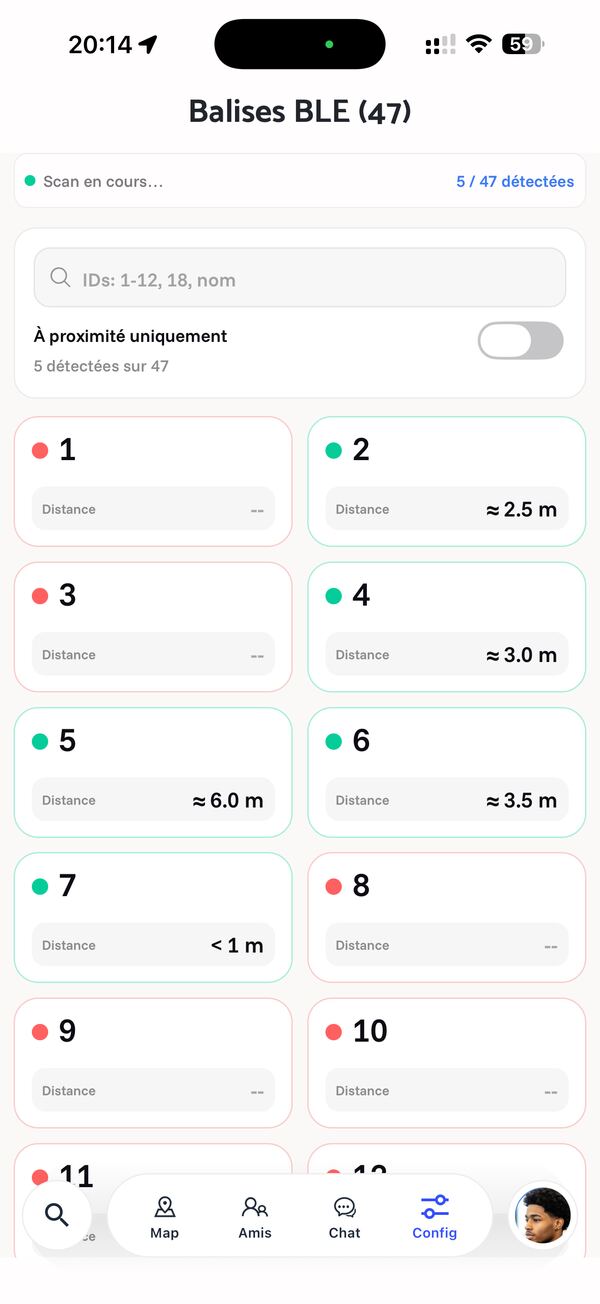 20:14
59
Balises BLE (47)
Scan en cours...
5 / 47 détectées
IDs: 1-12, 18, nom
À proximité uniquement
5 détectées sur 47
1
Distance
--
2
Distance
≈ 2.5 m
3
Distance
--
4
Distance
≈ 3.0 m
5
Distance
≈ 6.0 m
6
Distance
≈ 3.5 m
7
Distance
< 1 m
8
Distance
--
9
Distance
--
10
Distance
--
11
12
Map
Amis
Chat
Config